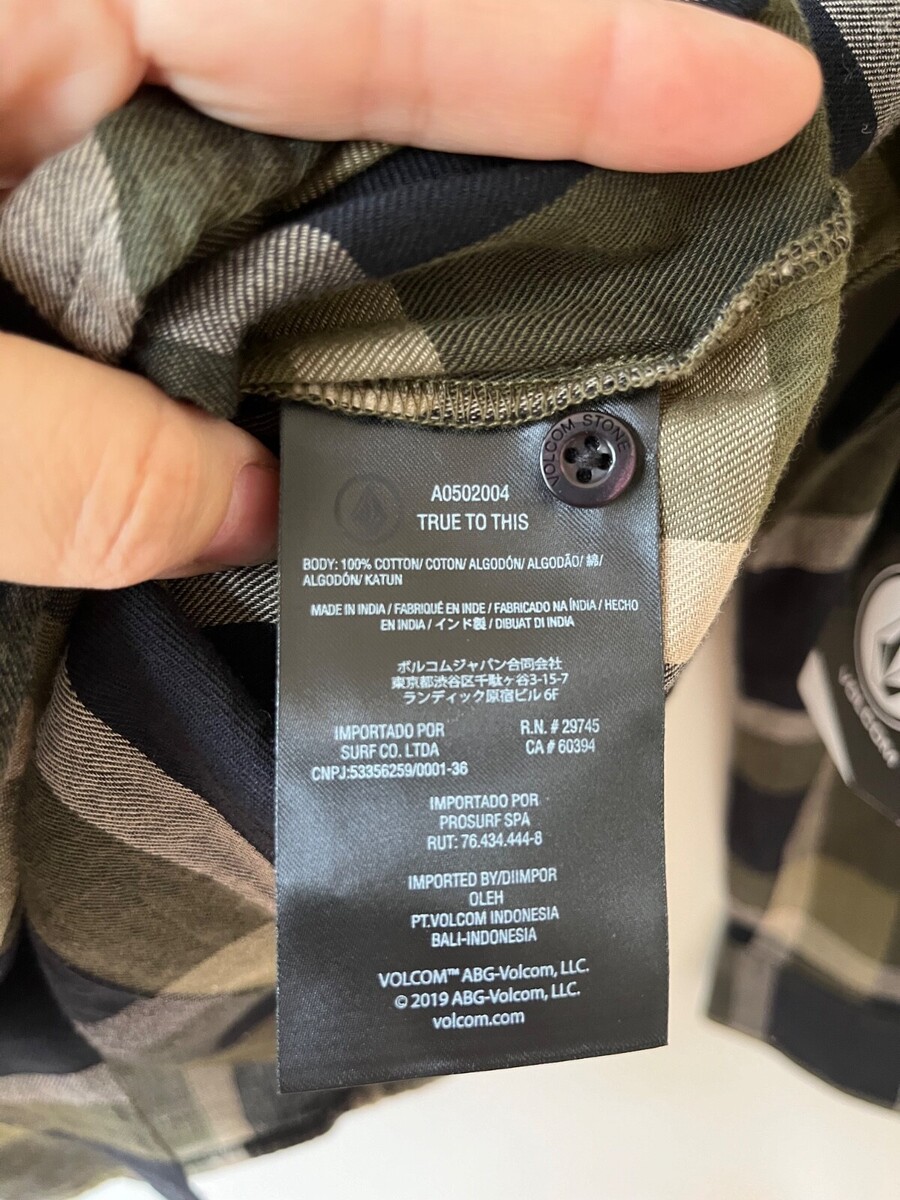 VOLCOM STONE
A0502004
TRUE TO THIS
BODY: 100% COTTON/ COTON/ ALGODÓN/ ALGODÃO/ 綿/
ALGODÓN/ KATUN
MADE IN INDIA / FABRIQUÉ EN INDE / FABRICADO NA ÍNDIA / HECHO
EN INDIA / インド製 / DIBUAT DI INDIA
ボルコムジャパン合同会社
東京都渋谷区千駄ヶ谷3-15-7
ランディック原宿ビル 6F
IMPORTADO POR
SURF CO. LTDA
CNPJ:53356259/0001-36
R.N. # 29745
CA # 60394
IMPORTADO POR
PROSURF SPA
RUT: 76.434.444-8
IMPORTED BY/DIIMPOR
OLEH
PT.VOLCOM INDONESIA
BALI-INDONESIA
VOLCOM™ ABG-Volcom, LLC.
© 2019 ABG-Volcom, LLC.
volcom.com
VOLCOM